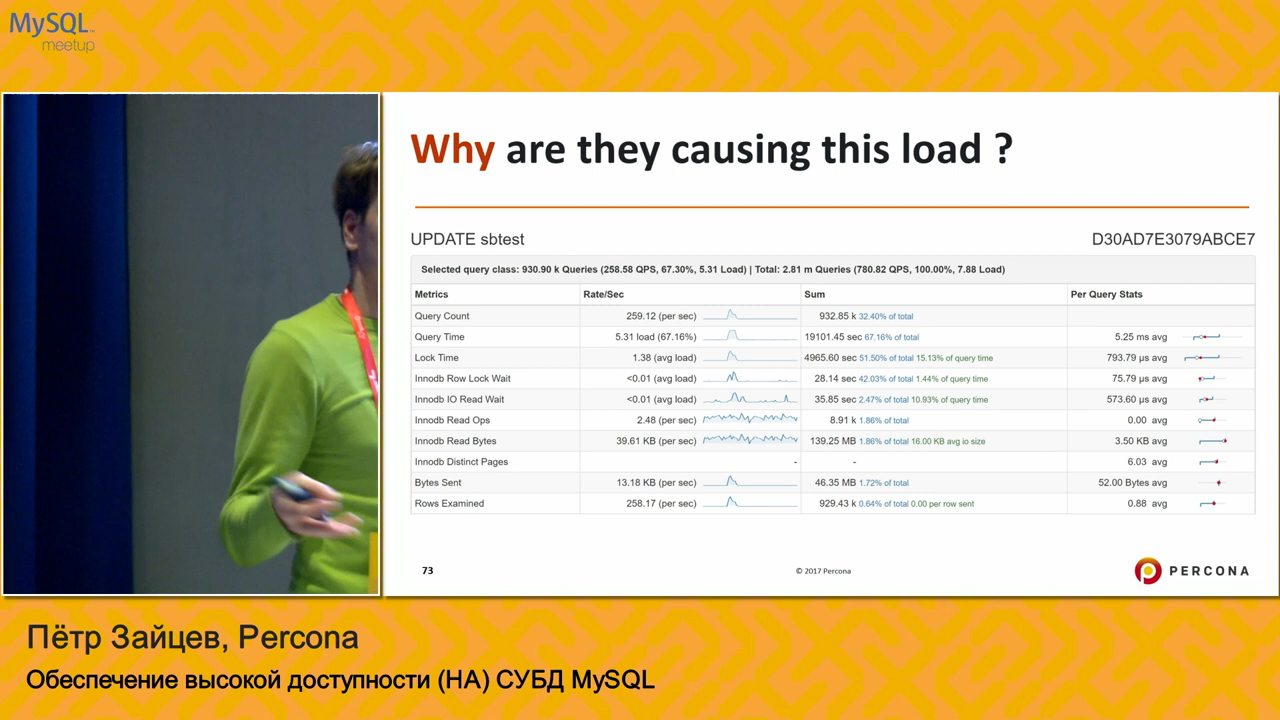 MySQL
meetup
Why are they causing this load ?
UPDATE sbtest D30AD7E3079ABCE7
Selected query class: 930.90 k Queries (258.58 QPS, 67.30%, 5.31 Load) | Total: 2.81 m Queries (780.82 QPS, 100.00%, 7.88 Load)
Metrics Rate/Sec Sum Per Query Stats
Query Count 259.12 (per sec) 932.85 k 32.40% of total
Query Time 5.31 load (67.16%) 19101.45 sec 67.16% of total 5.25 ms avg
Lock Time 1.38 (avg load) 4965.60 sec 51.50% of total 15.13% of query time 793.79 µs avg
Innodb Row Lock Wait <0.01 (avg load) 28.14 sec 42.03% of total 1.44% of query time 75.79 µs avg
Innodb IO Read Wait <0.01 (avg load) 35.85 sec 2.47% of total 10.93% of query time 573.60 µs avg
Innodb Read Ops 2.48 (per sec) 8.91 k 1.86% of total 0.00 avg
Innodb Read Bytes 39.61 KB (per sec) 139.25 MB 1.86% of total 16.00 KB avg io size 3.50 KB avg
Innodb Distinct Pages - - 6.03 avg
Bytes Sent 13.18 KB (per sec) 46.35 MB 1.72% of total 52.00 Bytes avg
Rows Examined 258.17 (per sec) 929.43 k 0.64% of total 0.00 per row sent 0.88 avg
73 © 2017 Percona PERCONA
Пётр Зайцев, Percona
Обеспечение высокой доступности (HA) СУБД MySQL